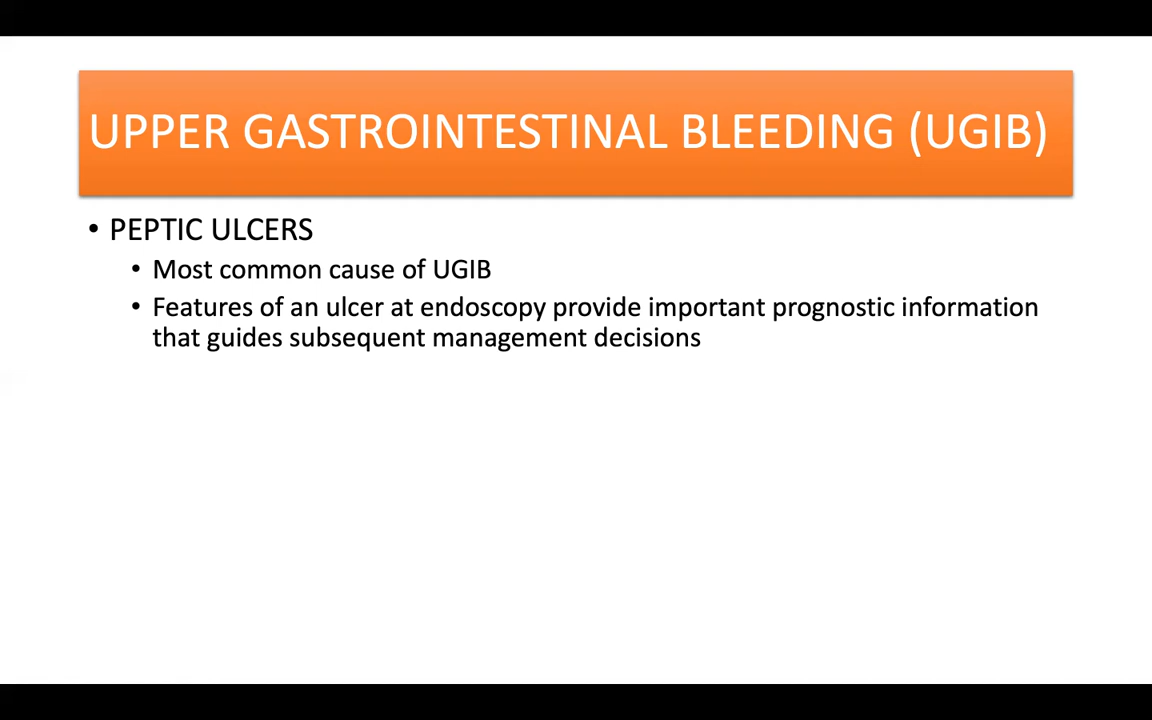 UPPER GASTROINTESTINAL BLEEDING (UGIB)
• PEPTIC ULCERS
• Most common cause of UGIB
• Features of an ulcer at endoscopy provide important prognostic information
that guides subsequent management decisions